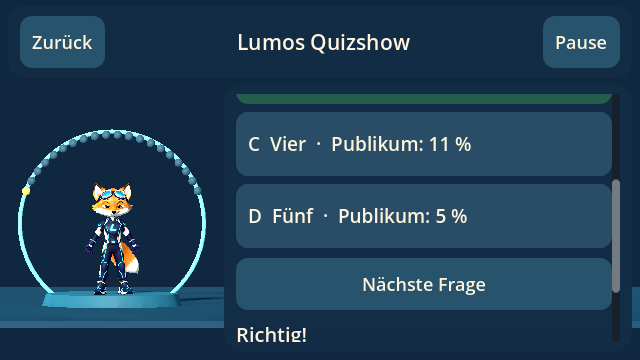 Zurück
Lumos Quizshow
Pause
C Vier · Publikum: 11 %
D Fünf · Publikum: 5 %
Nächste Frage
Richtig!